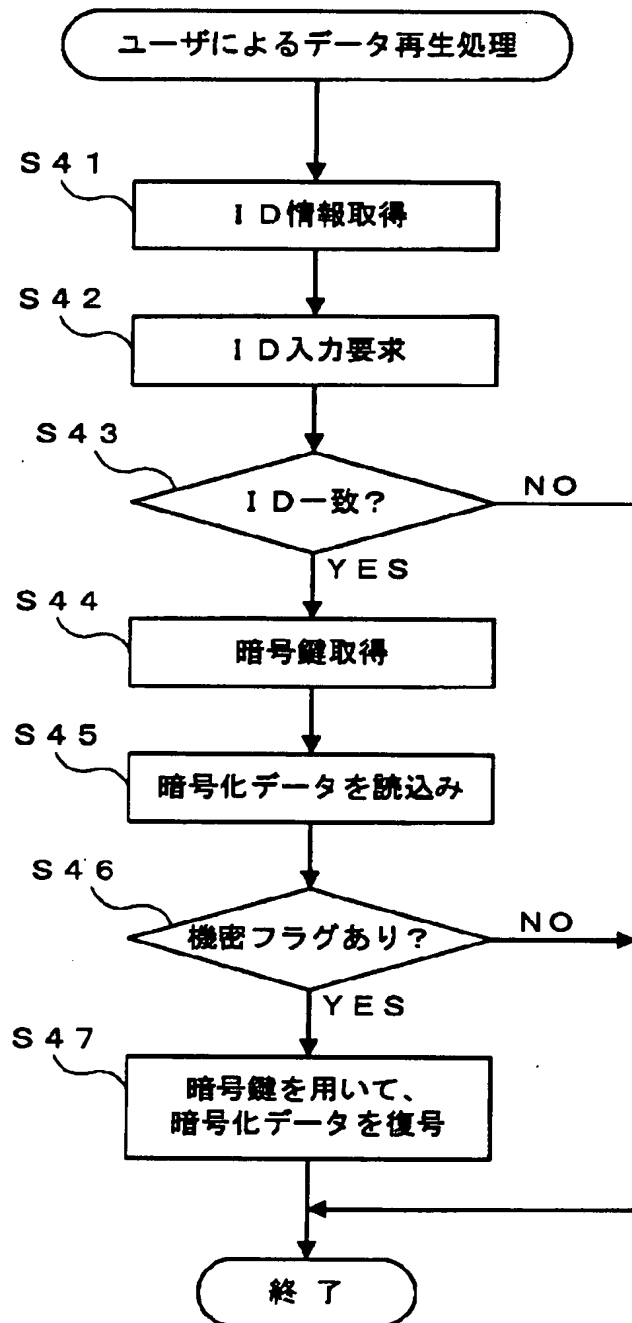 ユーザによるデータ再生処理
S41
ID情報取得
S42
ID入力要求
S43
ID一致?
NO
YES
S44
暗号鍵取得
S45
暗号化データを読込み
S46
機密フラグあり?
NO
YES
S47
暗号鍵を用いて、
暗号化データを復号
終了